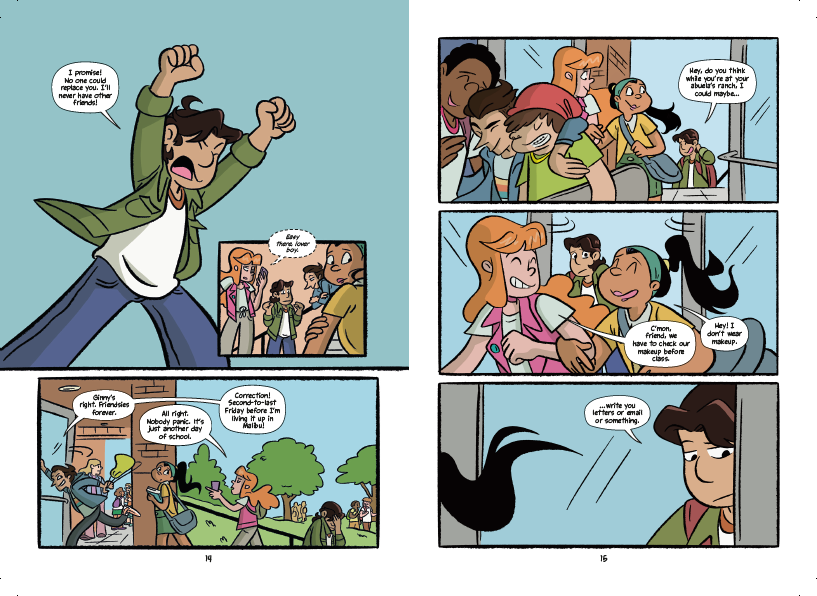 I promise!
No one could
replace you. I'll
never have other
friends!
Easy
there, lover
boy.
Ginny's
right. Friendsies
forever.
All right.
Nobody panic. It's
just another day
of school.
Correction!
Second-to-last
Friday before I'm
living it up in
Malibu!
14
Hey, do you think
while you're at your
abuela's ranch, I
could maybe...
C'mon,
friend, we
have to check our
makeup before
class.
Hey! I
don't wear
makeup.
...write you
letters or email
or something.
15